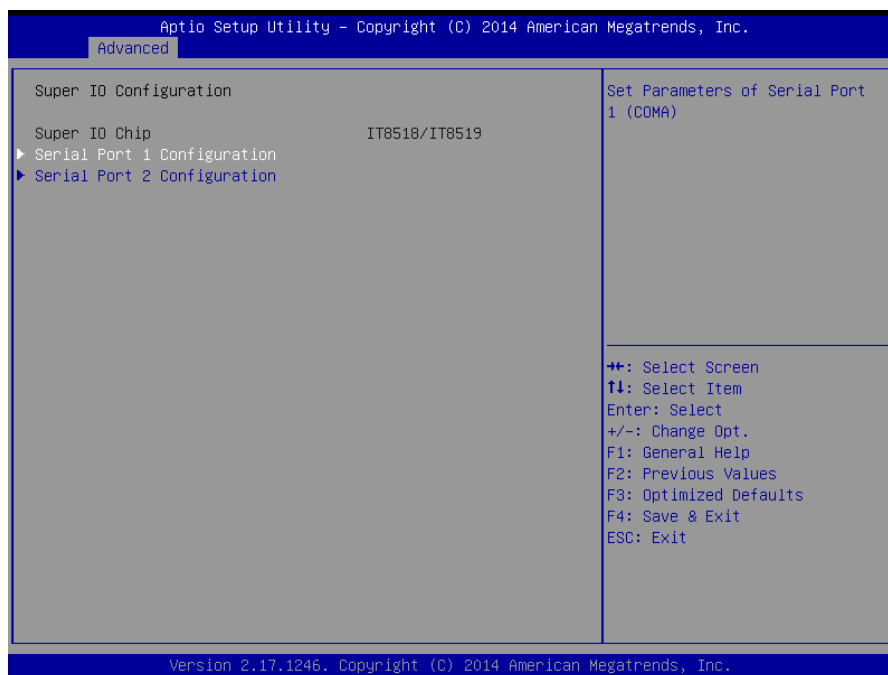 Aptio Setup Utility – Copyright (C) 2014 American Megatrends, Inc.
Advanced
Super IO Configuration
Super IO Chip IT8518/IT8519
Serial Port 1 Configuration
Serial Port 2 Configuration
Set Parameters of Serial Port
1 (COMA)
→←: Select Screen
↑↓: Select Item
Enter: Select
+/-: Change Opt.
F1: General Help
F2: Previous Values
F3: Optimized Defaults
F4: Save & Exit
ESC: Exit
Version 2.17.1246. Copyright (C) 2014 American Megatrends, Inc.